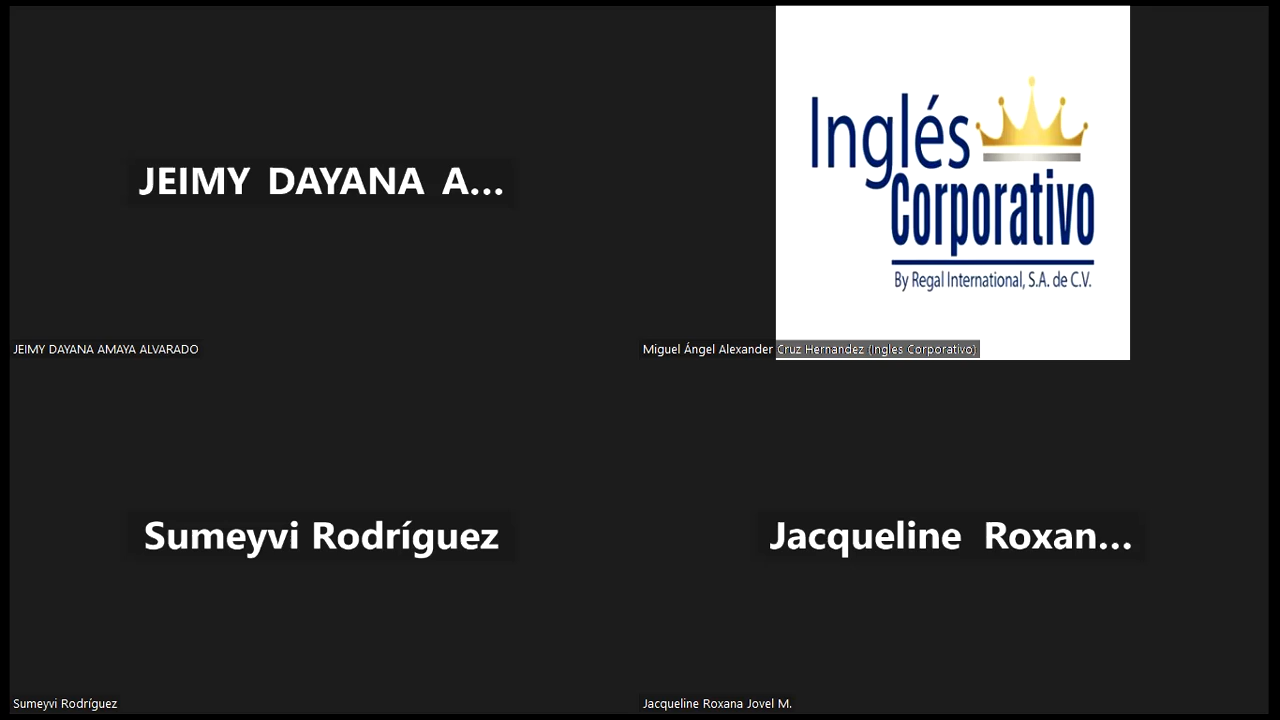 JEIMY DAYANA A...
Inglés
Corporativo
By Regal International, S.A. de C.V.
JEIMY DAYANA AMAYA ALVARADO
Miguel Ángel Alexander Cruz Hernandez (Ingles Corporativo)
Sumeyvi Rodríguez
Jacqueline Roxan...
Sumeyvi Rodríguez
Jacqueline Roxana Jovel M.